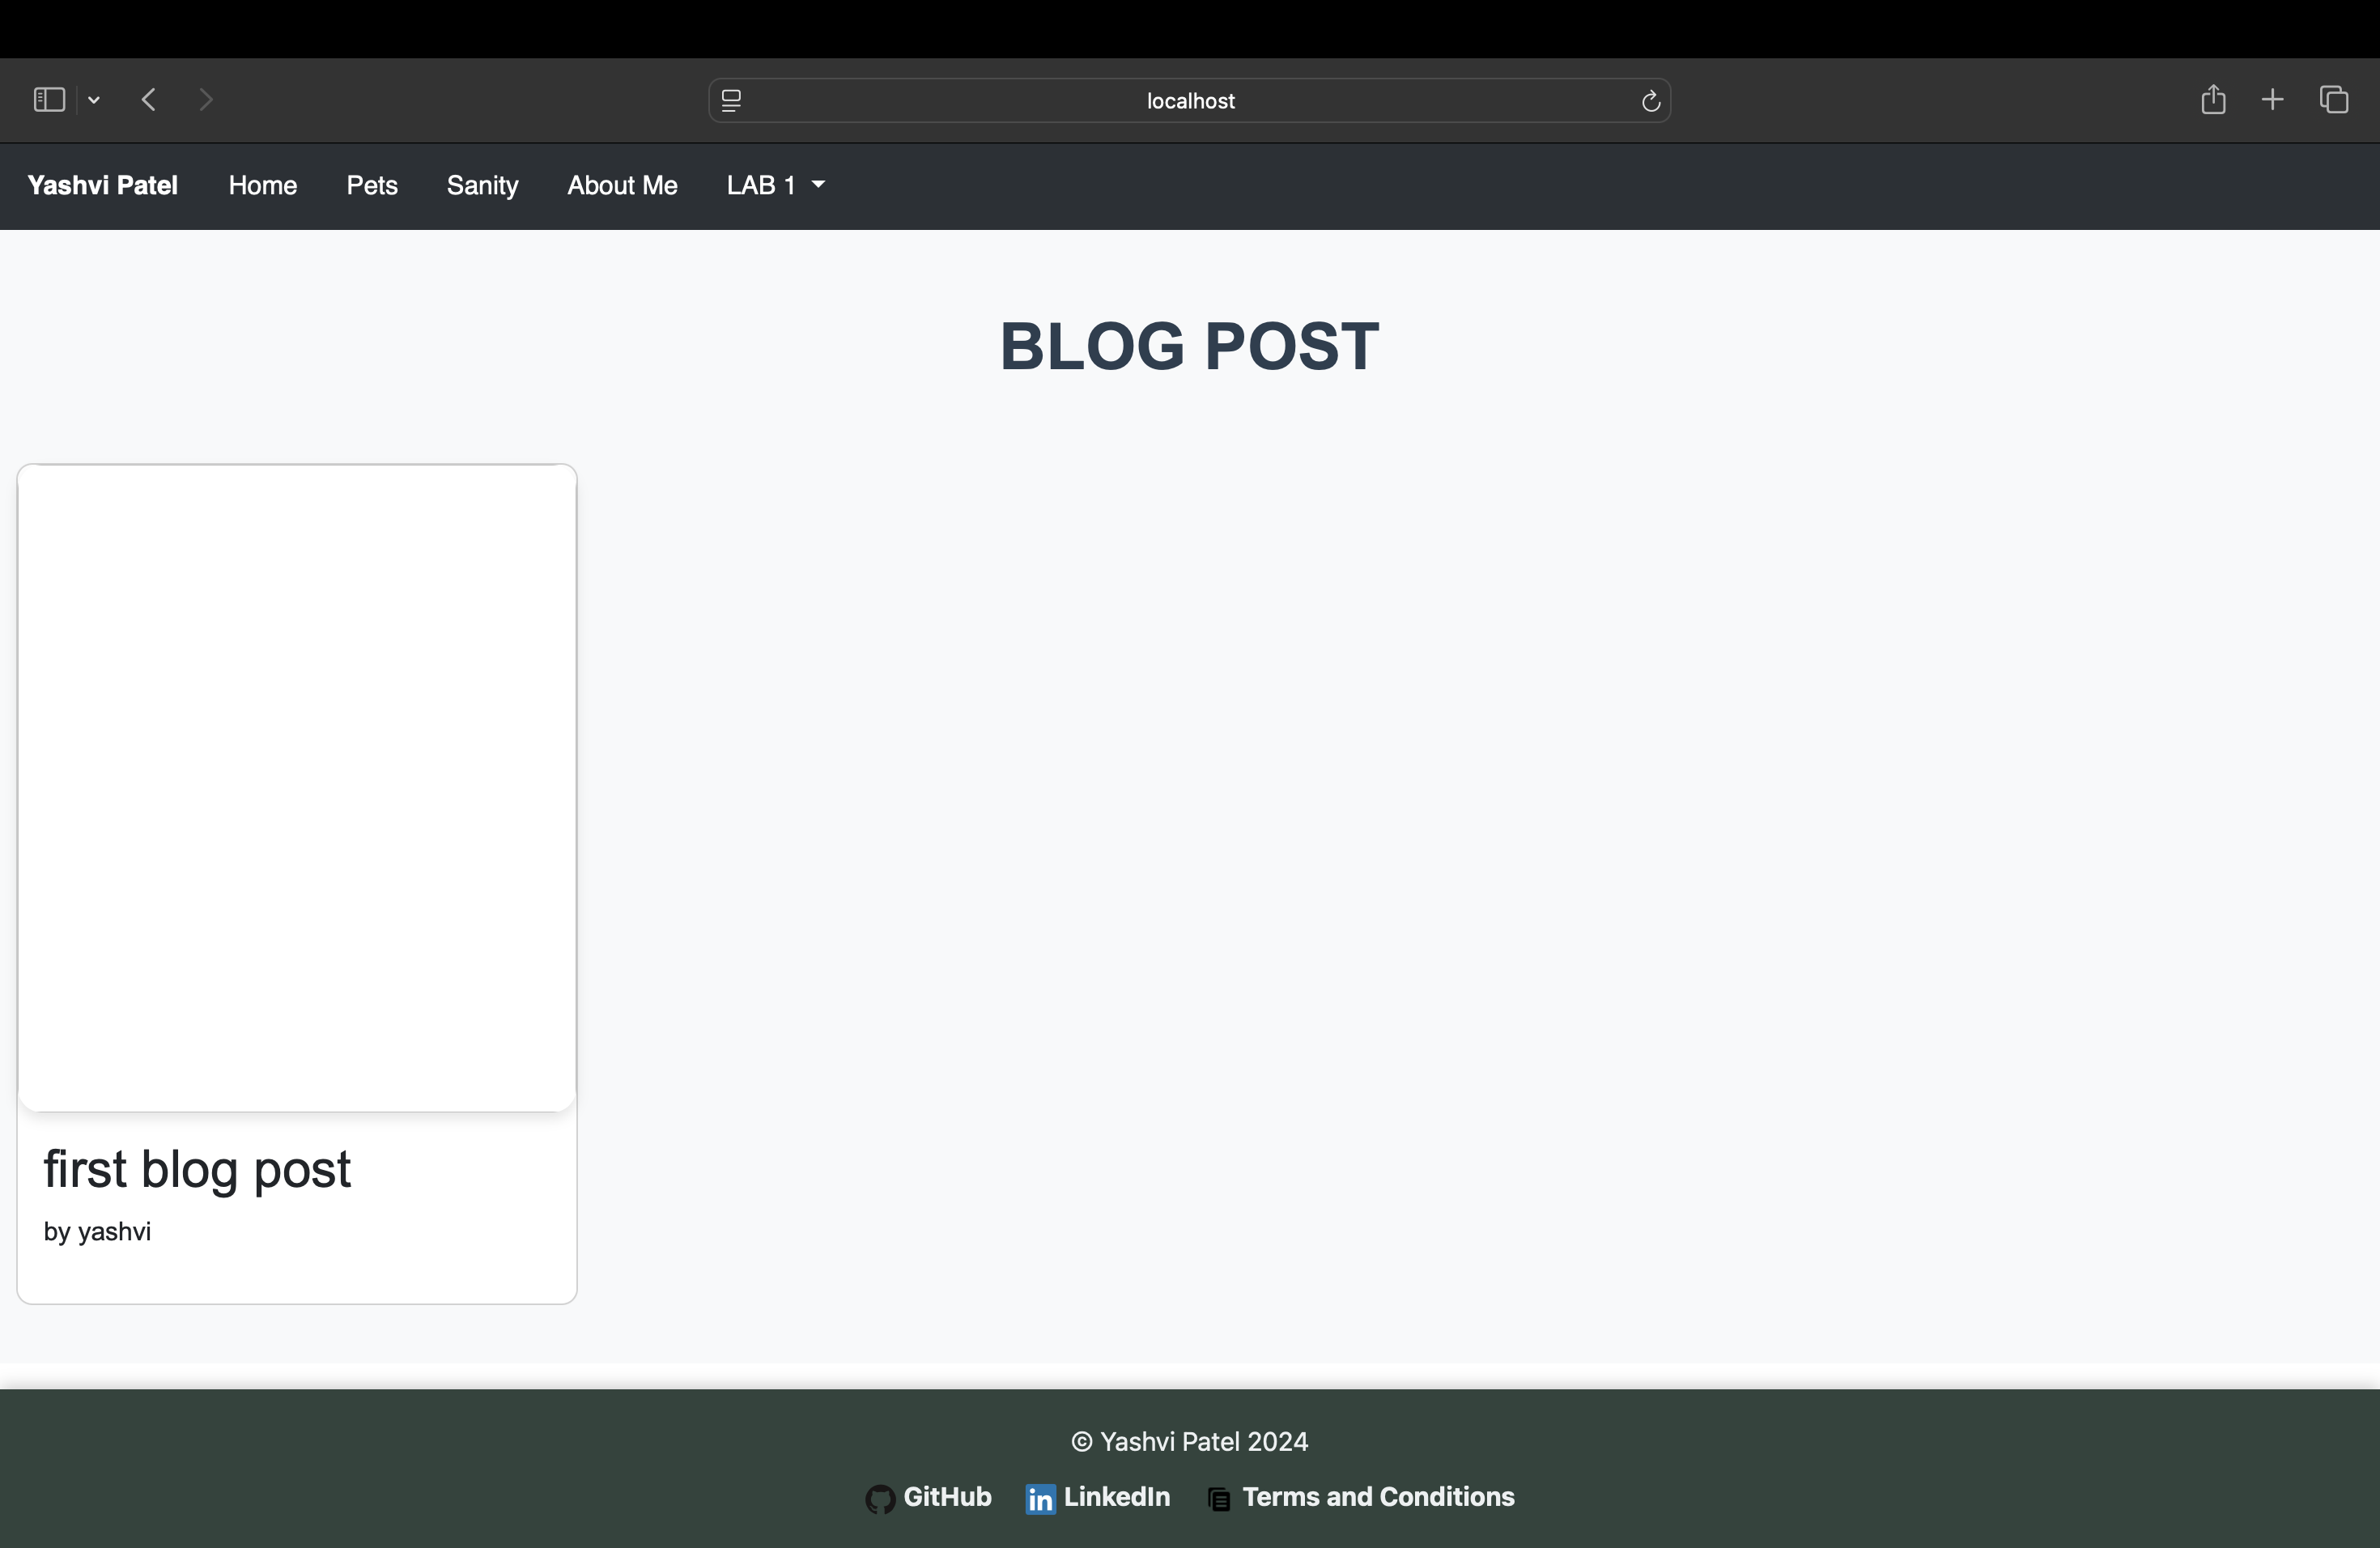 localhost
Yashvi Patel Home Pets Sanity About Me LAB 1
BLOG POST
first blog post
by yashvi
© Yashvi Patel 2024
GitHub LinkedIn Terms and Conditions